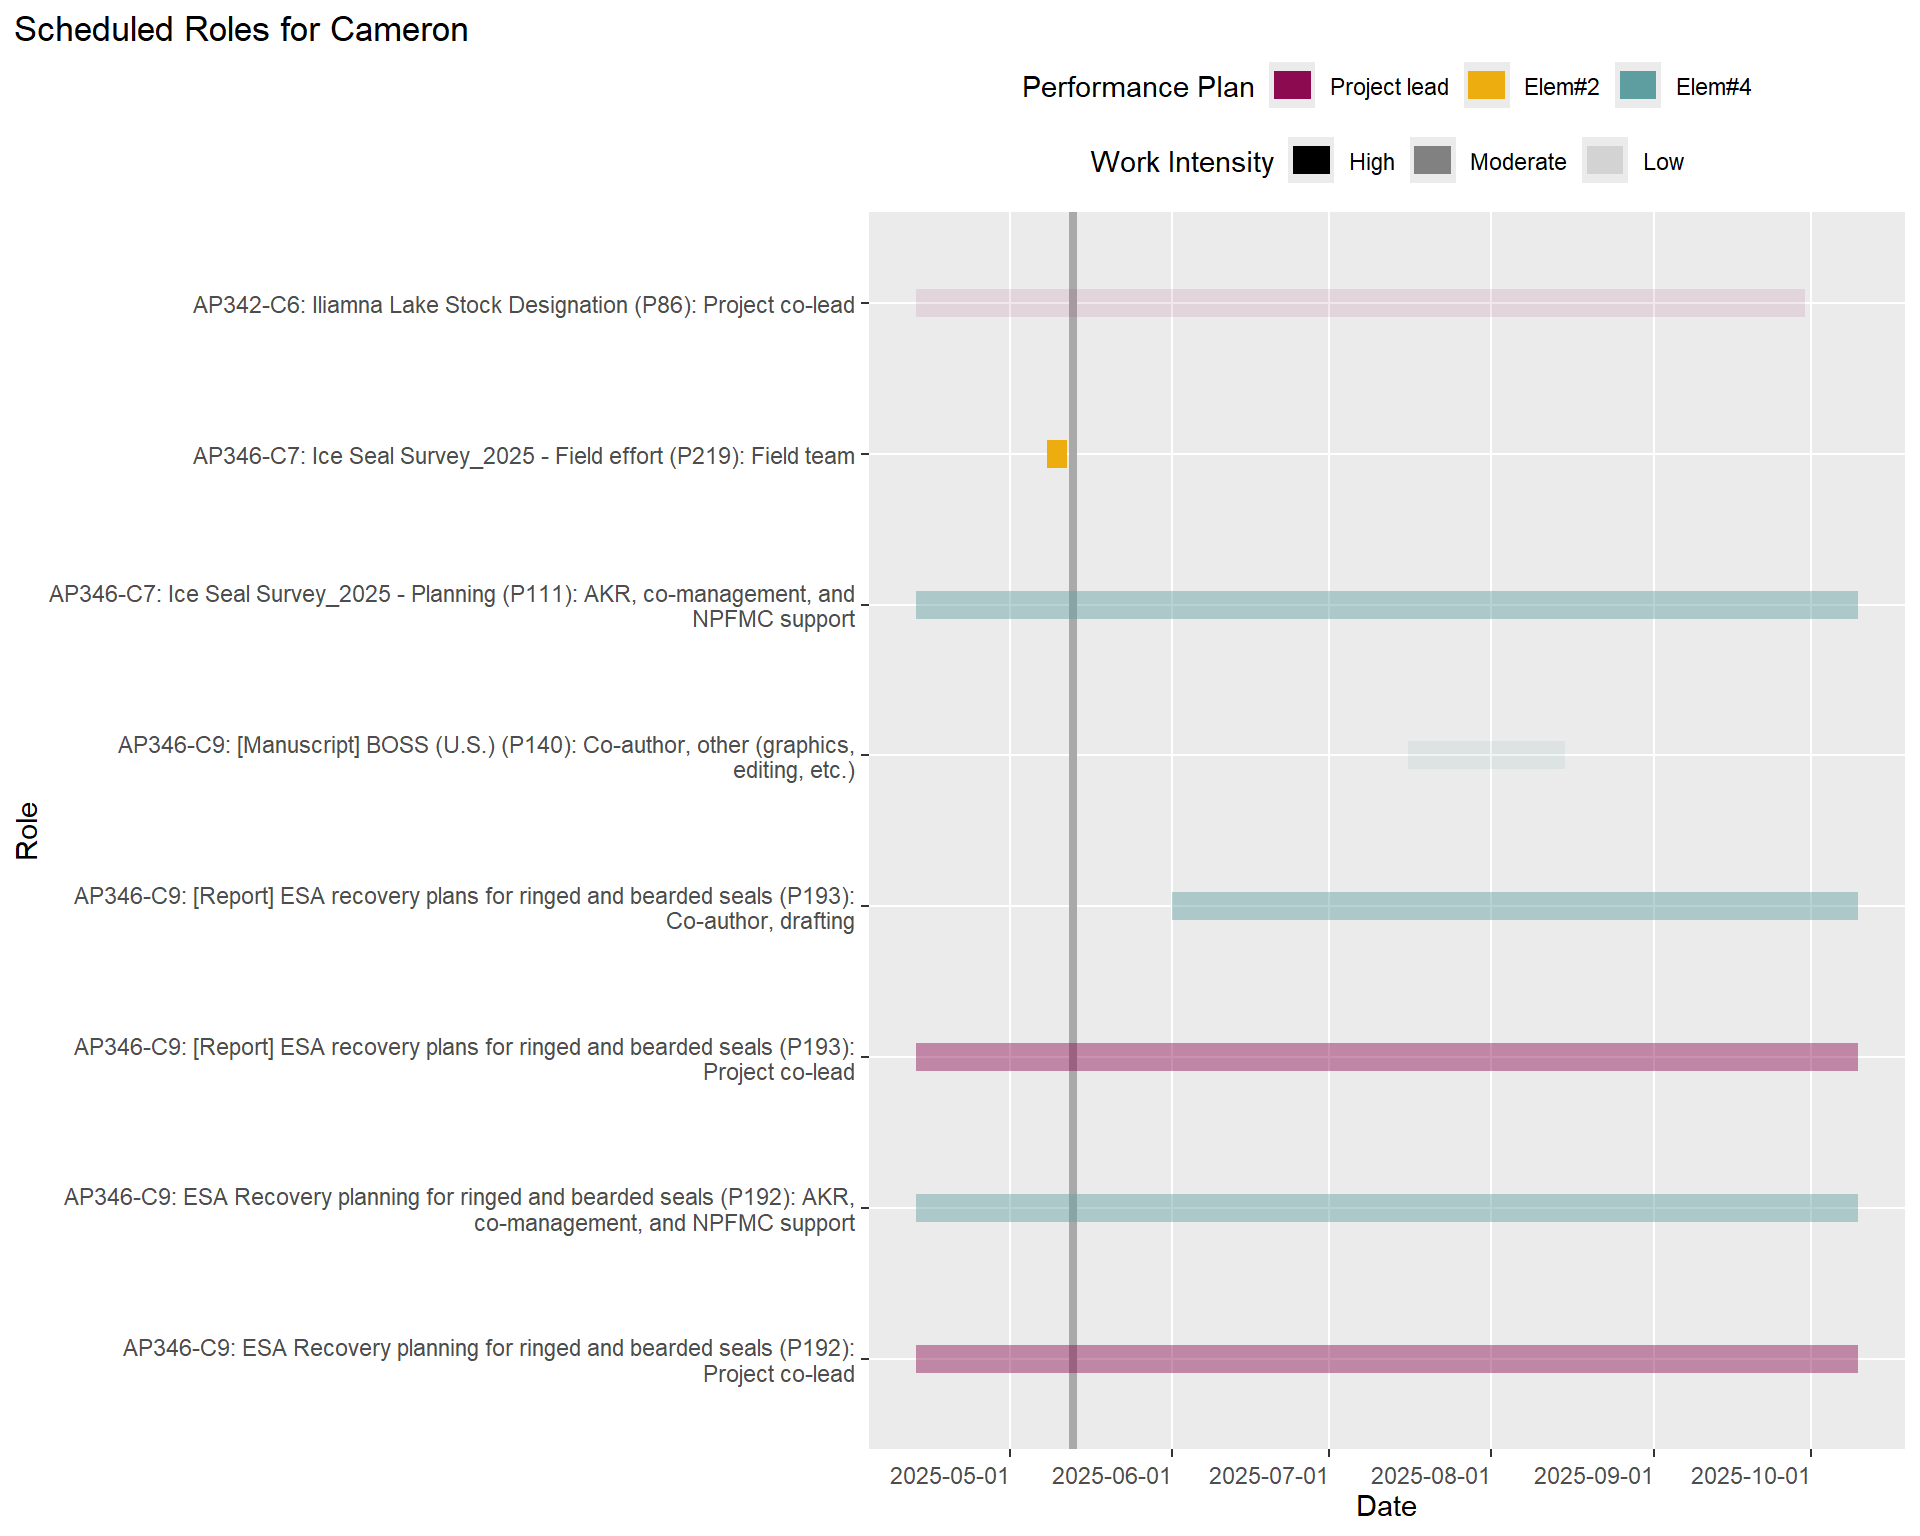 Scheduled Roles for Cameron
Performance Plan Project lead Elem#2 Elem#4
Work Intensity High Moderate Low
AP342-C6: Iliamna Lake Stock Designation (P86): Project co-lead
AP346-C7: Ice Seal Survey_2025 - Field effort (P219): Field team
AP346-C7: Ice Seal Survey_2025 - Planning (P111): AKR, co-management, and
NPFMC support
AP346-C9: [Manuscript] BOSS (U.S.) (P140): Co-author, other (graphics,
editing, etc.)
Role
AP346-C9: [Report] ESA recovery plans for ringed and bearded seals (P193):
Co-author, drafting
AP346-C9: [Report] ESA recovery plans for ringed and bearded seals (P193):
Project co-lead
AP346-C9: ESA Recovery planning for ringed and bearded seals (P192): AKR,
co-management, and NPFMC support
AP346-C9: ESA Recovery planning for ringed and bearded seals (P192):
Project co-lead
2025-05-01 2025-06-01 2025-07-01 2025-08-01 2025-09-01 2025-10-01
Date